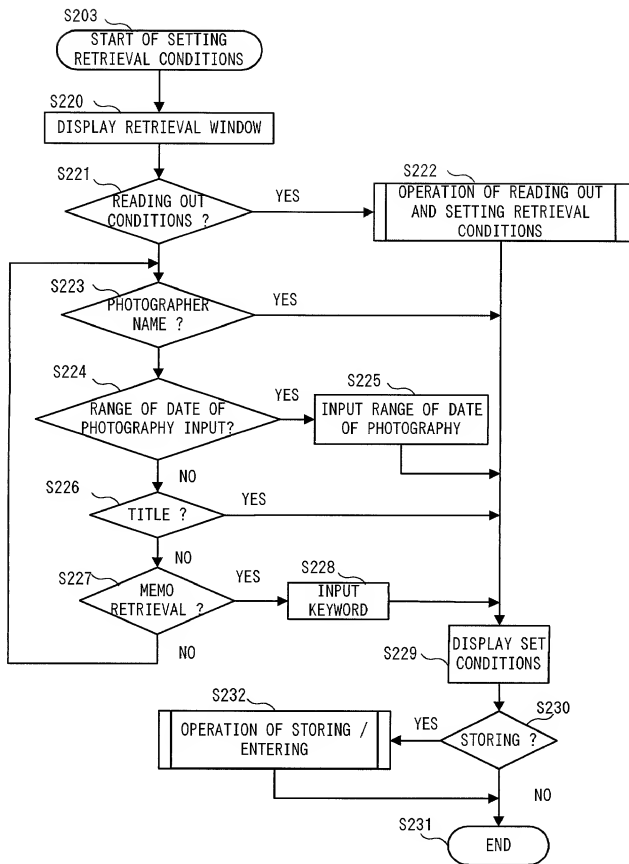 S203
START OF SETTING
RETRIEVAL CONDITIONS
S220
DISPLAY RETRIEVAL WINDOW
S221
READING OUT
CONDITIONS ?
YES
S222
OPERATION OF READING OUT
AND SETTING RETRIEVAL
CONDITIONS
S223
PHOTOGRAPHER
NAME ?
YES
S224
RANGE OF DATE OF
PHOTOGRAPHY INPUT?
YES
S225
INPUT RANGE OF DATE
OF PHOTOGRAPHY
NO
S226
TITLE ?
YES
NO
S227
MEMO
RETRIEVAL ?
YES
S228
INPUT
KEYWORD
NO
S229
DISPLAY SET
CONDITIONS
S230
STORING ?
YES
S232
OPERATION OF STORING /
ENTERING
NO
S231
END